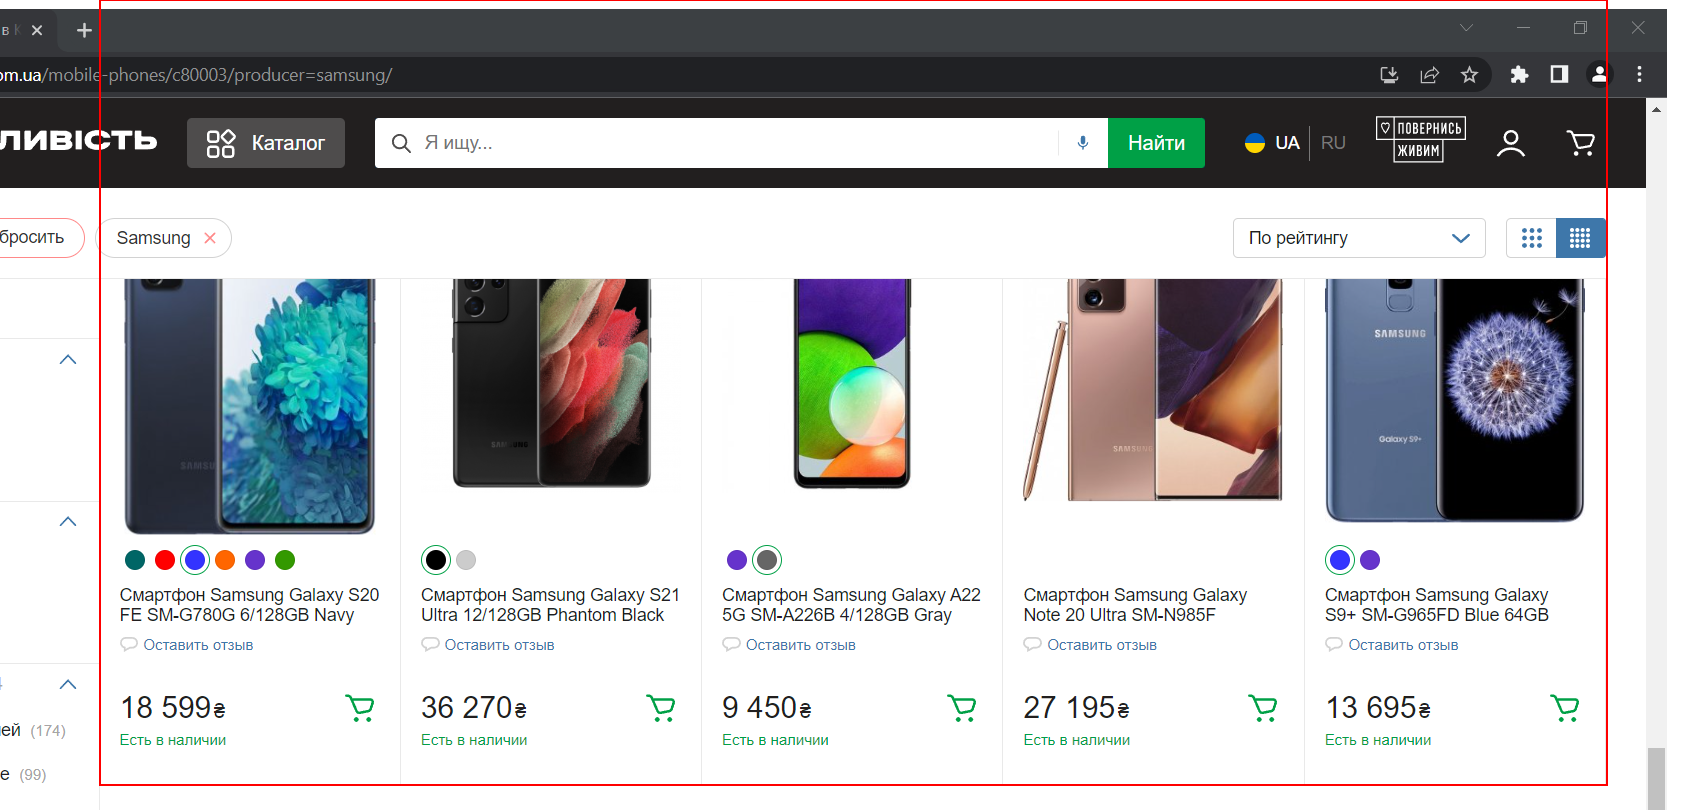 в К
om.ua/mobile-phones/c80003/producer=samsung/
ЛИВІСТЬ
Каталог
Я ищу...
Найти
UA
RU
ПОВЕРНИСЬ
ЖИВИМ
бросить
Samsung
По рейтингу
SAMSUNG
Galaxy S9+
SAMSUNG
SAMSUNG
SAMSU
Смартфон Samsung Galaxy S20
FE SM-G780G 6/128GB Navy
Оставить отзыв
18 599₴
Есть в наличии
Смартфон Samsung Galaxy S21
Ultra 12/128GB Phantom Black
Оставить отзыв
36 270₴
Есть в наличии
Смартфон Samsung Galaxy A22
5G SM-A226B 4/128GB Gray
Оставить отзыв
9 450₴
Есть в наличии
Смартфон Samsung Galaxy
Note 20 Ultra SM-N985F
Оставить отзыв
27 195₴
Есть в наличии
Смартфон Samsung Galaxy
S9+ SM-G965FD Blue 64GB
Оставить отзыв
13 695₴
Есть в наличии
ей (174)
е (99)